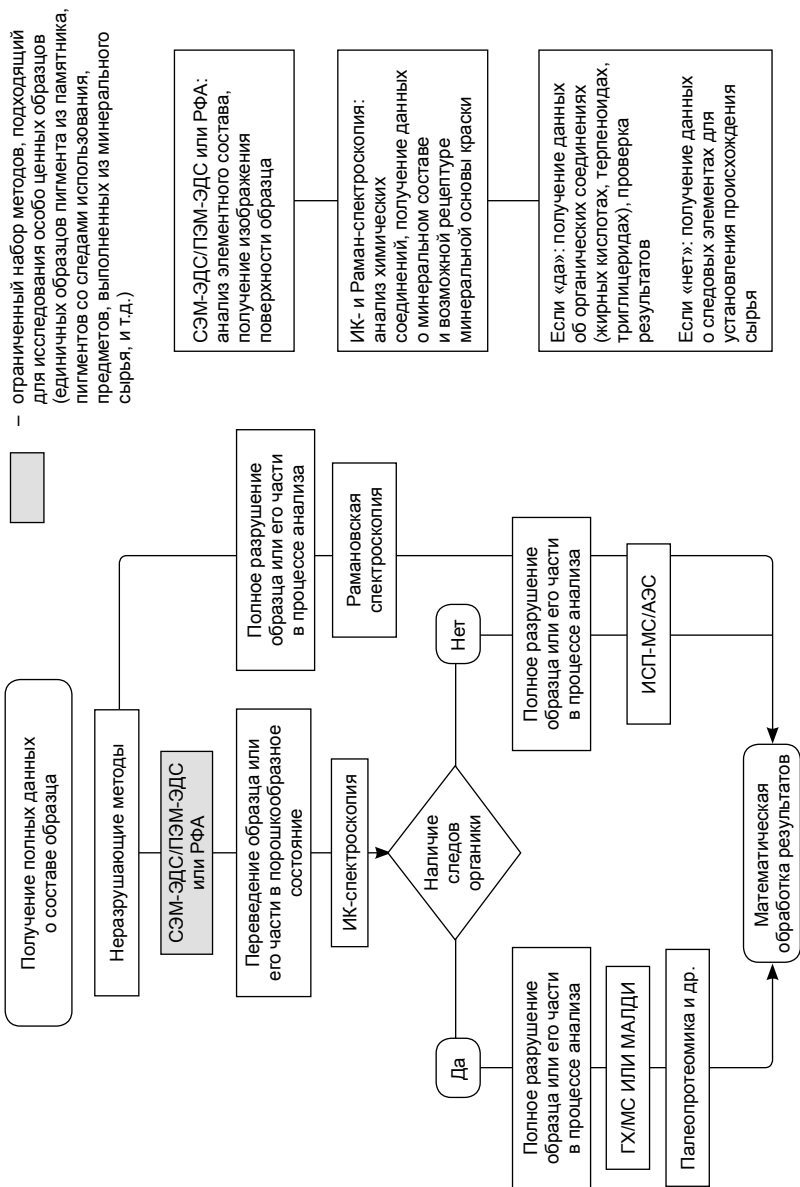 Получение полных данных
о составе образца
Неразрушающие методы
СЭМ-ЭДС/ПЭМ-ЭДС
или РФА
Переведение образца или
его части в порошкообразное
состояние
ИК-спектроскопия
Полное разрушение
образца или его части
в процессе анализа
Рамановская
спектроскопия
Наличие
следов
ортаники
Да
Нет
Полное разрушение
образца или его части
в процессе анализа
ГХ/МС ИЛИ МАЛДИ
Палеопротеомика и др.
Полное разрушение
образца или его части
в процессе анализа
ИСП-МС/АЭС
Математическая
обработка результатов
– ограниченный набор методов, подходящий
для исследования особо ценных образцов
(единичных образцов пигмента из памятника,
пигментов со следами использования,
предметов, выполненных из минерального
сырья, и т.д.)
СЭМ-ЭДС/ПЭМ-ЭДС или РФА:
анализ элементного состава,
получение изображения
поверхности образца
ИК- и Раман-спектроскопия:
анализ химических
соединений, получение данных
о минеральном составе
и возможной рецептуре
минеральной основы краски
Если «да»: получение данных
об органических соединениях
(жирных кислотах, терпеноидах,
триглицеридах), проверка
результатов
Если «нет»: получение данных
о следовых элементах для
установления происхождения
сырья